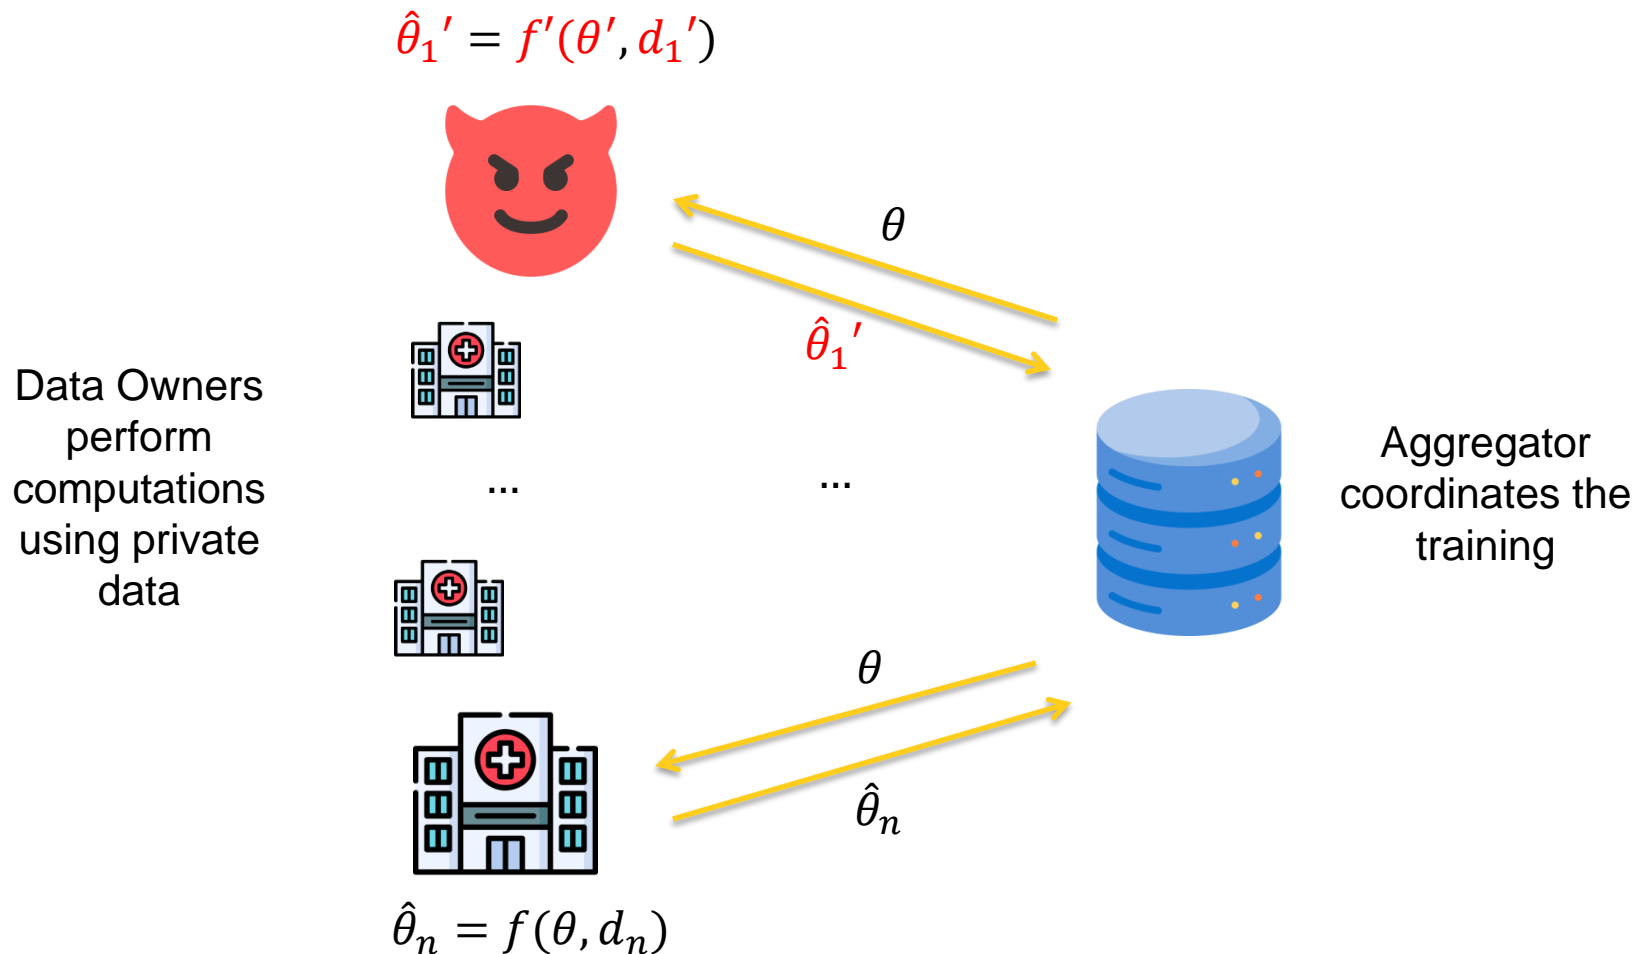 θ̂₁′ = f′(θ′, d₁′)
θ
θ̂₁′
Data Owners
perform
computations
using private
data
...
...
Aggregator
coordinates the
training
θ
θ̂ₙ
θ̂ₙ = f(θ, dₙ)